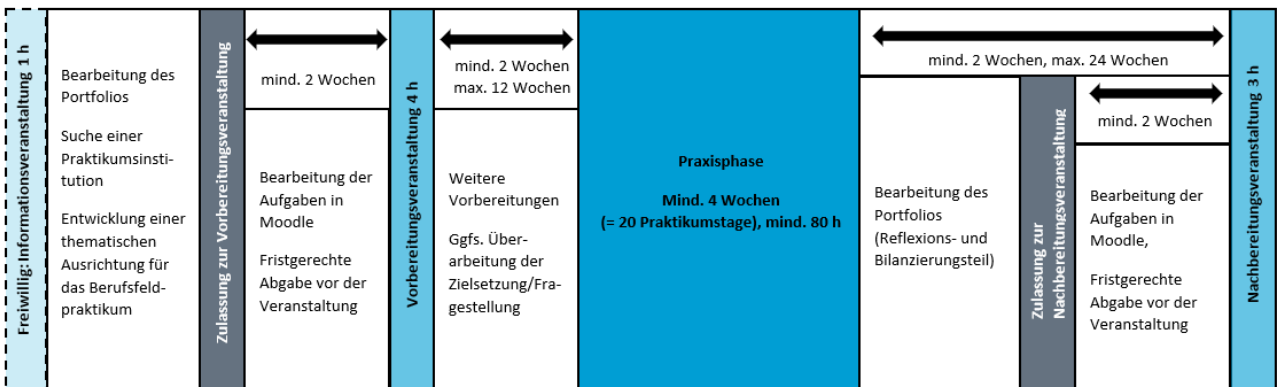 Freiwillig: Informationsveranstaltung 1 h
Bearbeitung des
Portfolios
Suche einer
Praktikumsinsti-
tution
Entwicklung einer
thematischen
Ausrichtung für
das Berufsfeld-
praktikum
Zulassung zur Vorbereitungsveranstaltung
mind. 2 Wochen
Bearbeitung der
Aufgaben in
Moodle
Fristgerechte
Abgabe vor der
Veranstaltung
Vorbereitungsveranstaltung 4 h
mind. 2 Wochen
max. 12 Wochen
Weitere
Vorbereitungen
Ggfs. Über-
arbeitung der
Zielsetzung/Fra-
gestellung
Praxisphase
Mind. 4 Wochen
(= 20 Praktikumstage), mind. 80 h
mind. 2 Wochen, max. 24 Wochen
Bearbeitung des
Portfolios
(Reflexions- und
Bilanzierungsteil)
Zulassung zur
Nachbereitungsveranstaltung
mind. 2 Wochen
Bearbeitung der
Aufgaben in
Moodle,
Fristgerechte
Abgabe vor der
Veranstaltung
Nachbereitungsveranstaltung 3 h